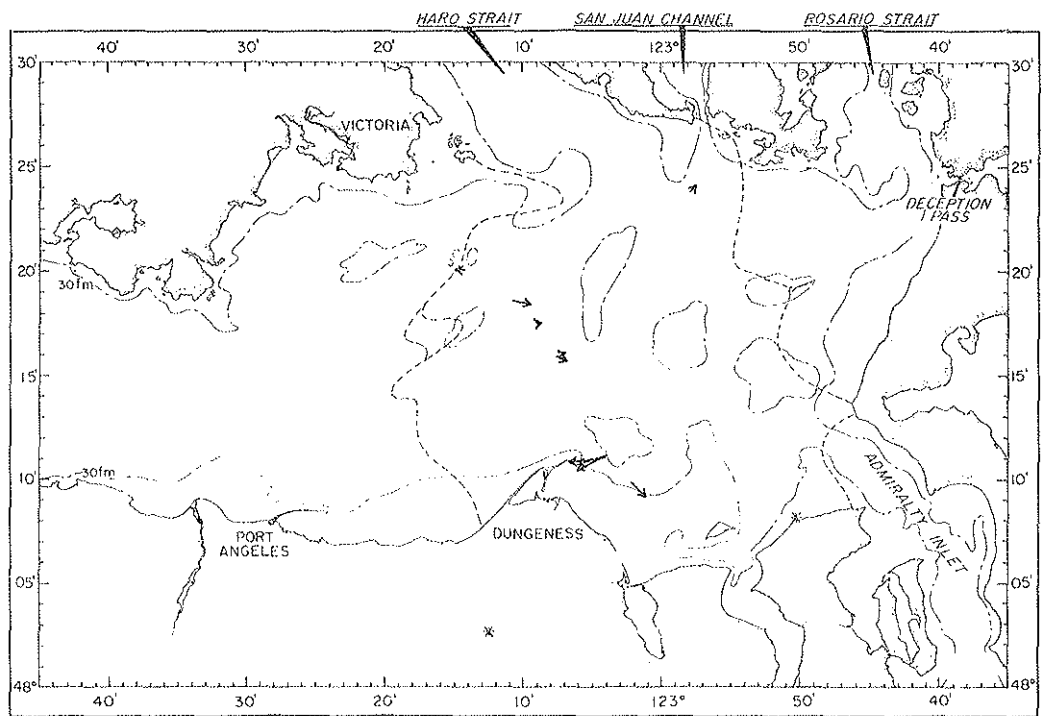 HARO STRAIT SAN JUAN CHANNEL ROSARIO STRAIT
40' 30' 20' 10' 123° 50' 40'
30' 30'
VICTORIA
25' 25'
DECEPTION
PASS
20' 20'
30fm
15' 15'
30fm
10' 10'
ADMIRALTY INLET
PORT
ANGELES
DUNGENESS
05' 05'
48° 48°
40' 30' 20' 10' 123° 50' 40'